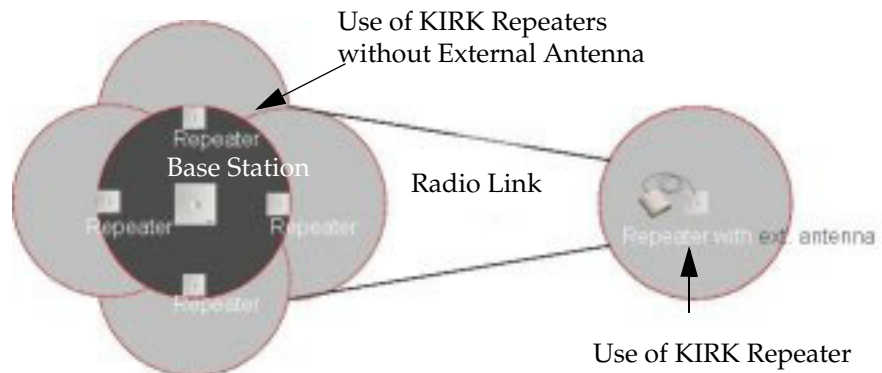 Use of KIRK Repeaters
without External Antenna
Repeater
Base Station
Radio Link
Repeater
Repeater
Repeater with ext. antenna
Repeater
Use of KIRK Repeater